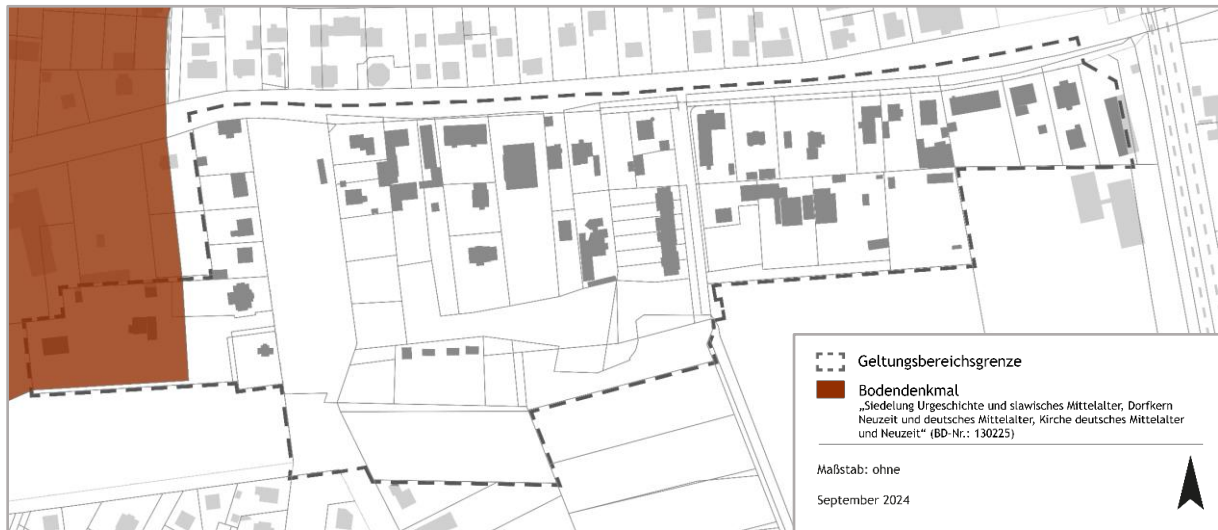 Geltungsbereichsgrenze
Bodendenkmal
„Siedelung Urgeschichte und slawisches Mittelalter, Dorfkern
Neuzeit und deutsches Mittelalter, Kirche deutsches Mittelalter
und Neuzeit“ (BD-Nr.: 130225)
Maßstab: ohne
September 2024